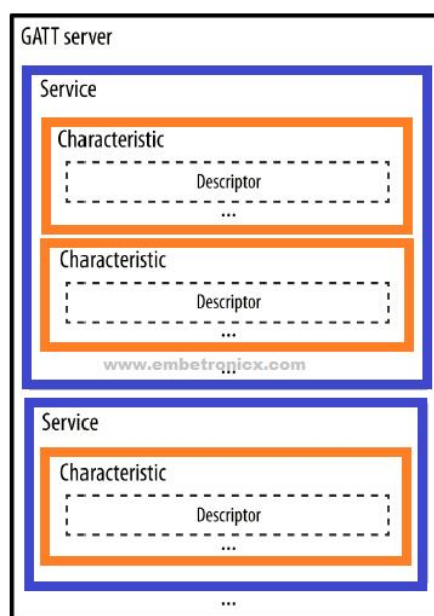 GATT server
Service
Characteristic
Descriptor
...
Characteristic
Descriptor
...
www.embetronicx.com
...
Service
Characteristic
Descriptor
...
...